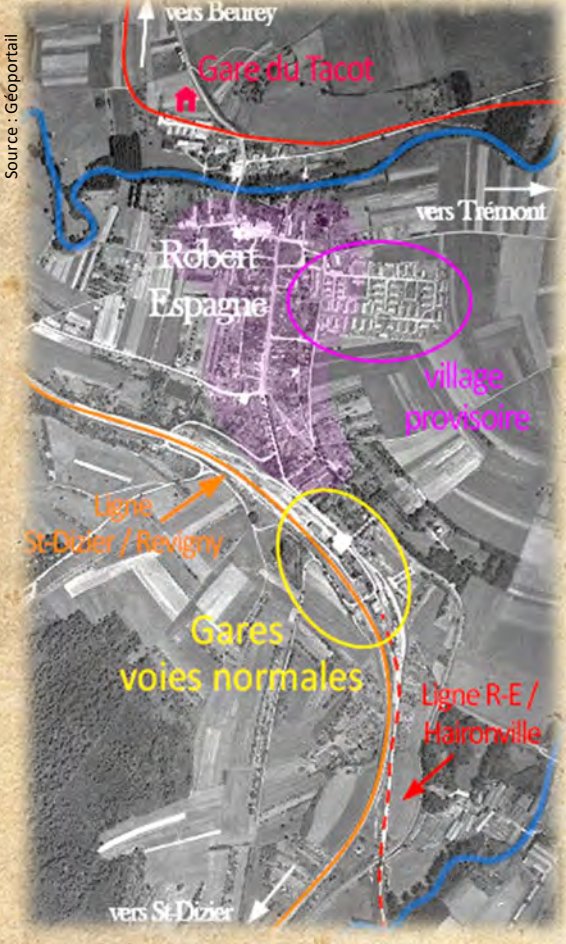 Source : Géoportail
vers Beurey
Gare du Tacot
vers Trémont
Robert
Espagne
village
provisoire
Ligne
St-Dizier / Revigny
Gares
voies normales
Ligne R-E /
Haironville
vers St-Dizier